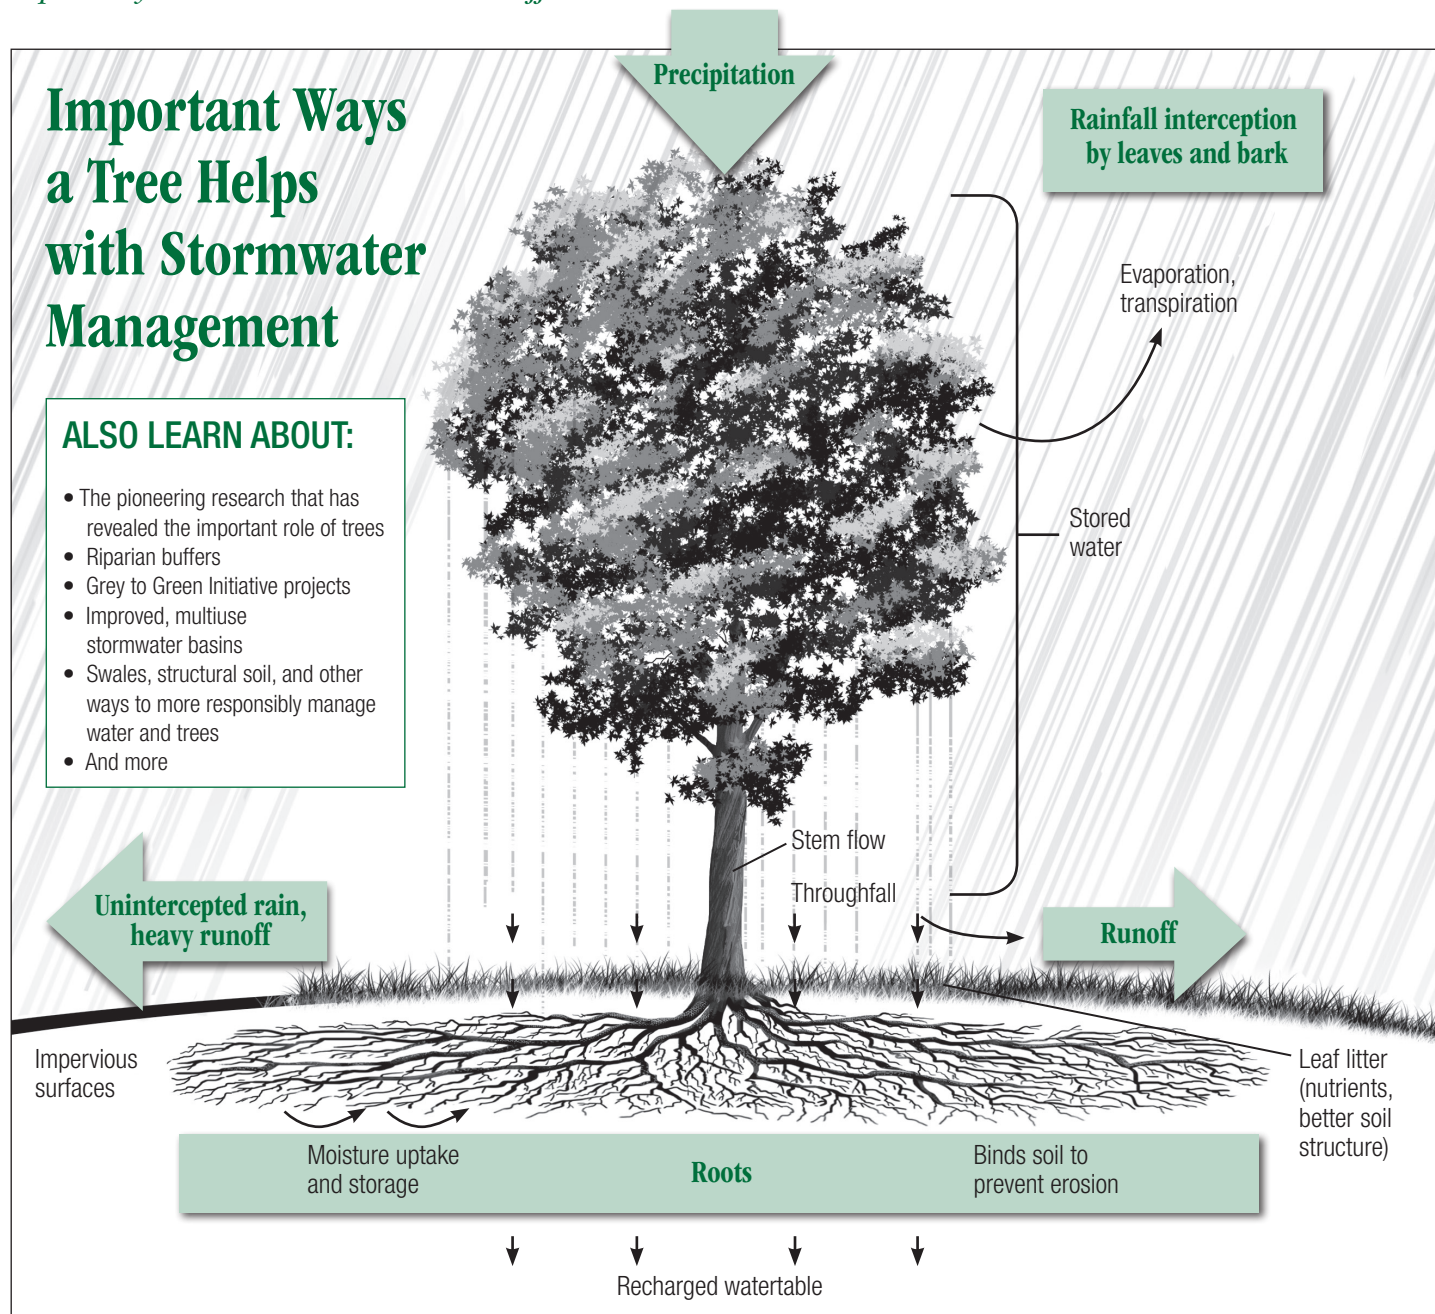 Precipitation
Important Ways
a Tree Helps
with Stormwater
Management
Rainfall interception
by leaves and bark
Evaporation,
transpiration
ALSO LEARN ABOUT:
• The pioneering research that has
revealed the important role of trees
• Riparian buffers
• Grey to Green Initiative projects
• Improved, multiuse
stormwater basins
• Swales, structural soil, and other
ways to more responsibly manage
water and trees
• And more
Stored
water
Stem flow
Throughfall
Unintercepted rain,
heavy runoff
Runoff
Impervious
surfaces
Leaf litter
(nutrients,
better soil
structure)
Moisture uptake
and storage
Roots
Binds soil to
prevent erosion
Recharged watertable